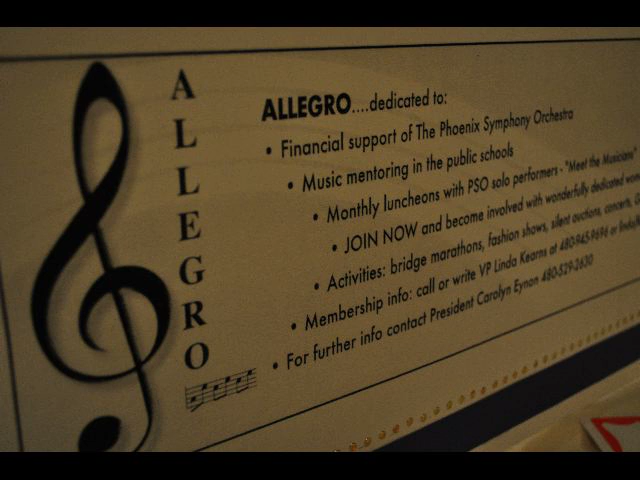 ALLEGRO
ALLEGRO....dedicated to:
• Financial support of The Phoenix Symphony Orchestra
• Music mentoring in the public schools
• Monthly luncheons with PSO solo performers - "Meet the Musicians"
• JOIN NOW and become involved with wonderfully dedicated
• Activities: bridge marathons, fashion shows, silent auctions, concerts,
• Membership info: call or write VP Linda Kearns at 480-945-9696 or
• For further info contact President Carolyn Eynon 480-529-2630